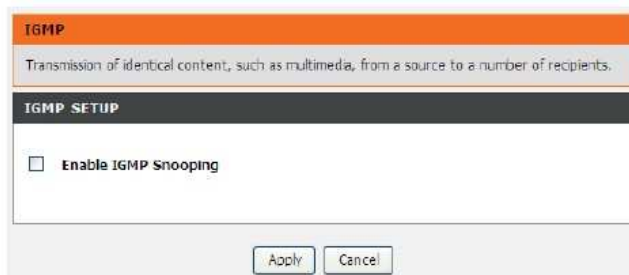 IGMP
Transmission of identical content, such as multimedia, from a source to a number of recipients.
IGMP SETUP
Enable IGMP Snooping
Apply Cancel